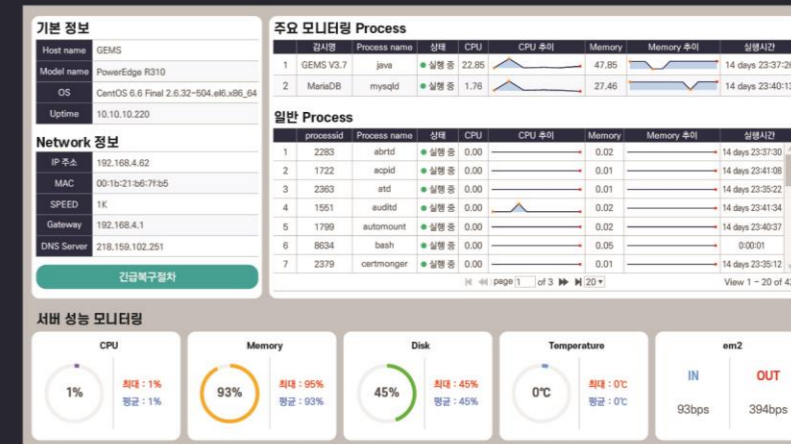 기본 정보
Host name GEMS
Model name PowerEdge R310
OS CentOS 6.6 Final 2.6.32-504.el6.x86_64
Uptime 10.10.10.220
Network 정보
IP 주소 192.168.4.62
MAC 00:1b:21:b6:7f:b5
SPEED 1K
Gateway 192.168.4.1
DNS Server 218.159.102.251
긴급복구절차
주요 모니터링 Process
감시명 Process name 상태 CPU CPU 추이 Memory Memory 추이 실행시간
1 GEMS V3.7 java 실행 중 22.85 47.85 14 days 23:37:26
2 MariaDB mysqld 실행 중 1.76 27.46 14 days 23:40:13
일반 Process
processid Process name 상태 CPU CPU 추이 Memory Memory 추이 실행시간
1 2283 abrtd 실행 중 0.00 0.02 14 days 23:37:30
2 1722 acpid 실행 중 0.00 0.01 14 days 23:41:08
3 2363 atd 실행 중 0.00 0.01 14 days 23:35:22
4 1551 auditd 실행 중 0.00 0.02 14 days 23:41:34
5 1799 automount 실행 중 0.00 0.02 14 days 23:40:37
6 8634 bash 실행 중 0.00 0.05 0:00:01
7 2379 certmonger 실행 중 0.00 0.01 14 days 23:35:12
page 1 of 3 20 View 1 - 20 of
서버 성능 모니터링
CPU
1%
최대 : 1%
평균 : 1%
Memory
93%
최대 : 95%
평균 : 93%
Disk
45%
최대 : 45%
평균 : 45%
Temperature
0℃
최대 : 0℃
평균 : 0℃
em2
IN OUT
93bps 394bps